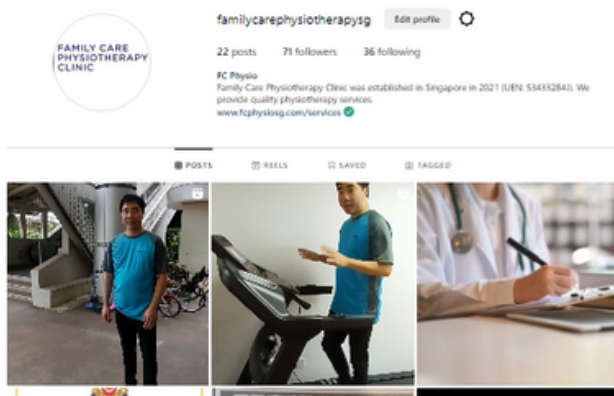 familycarephysiotherapysg Edit profile
22 posts 71 followers 36 following
FAMILY CARE
PHYSIOTHERAPY
CLINIC
FC Physio
Family Care Physiotherapy Clinic was established in Singapore in 2021 (UEN: 53433284J). We
provide quality physiotherapy services.
www.fcphysiosg.com/services
POSTS REELS SAVED TAGGED